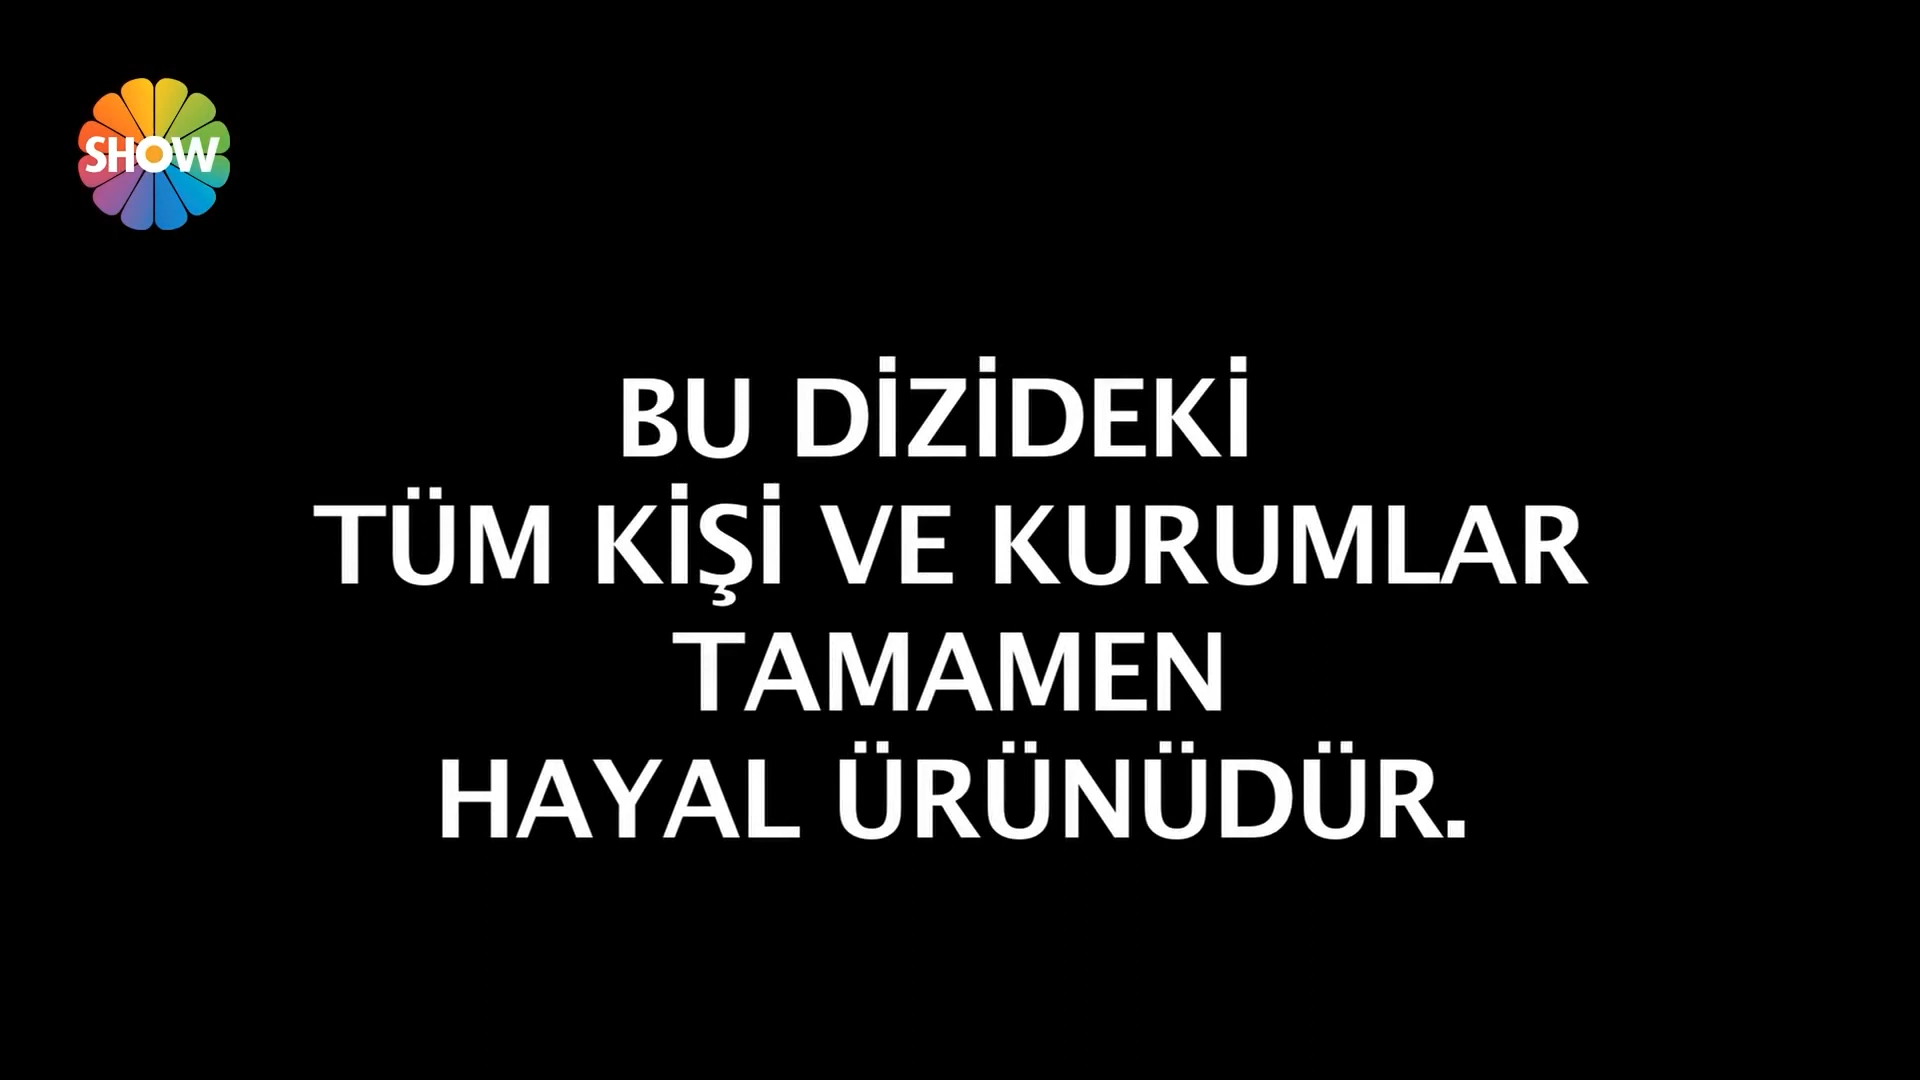 SHOW
BU DİZİDEKİ
TÜM KİŞİ VE KURUMLAR
TAMAMEN
HAYAL ÜRÜNÜDÜR.